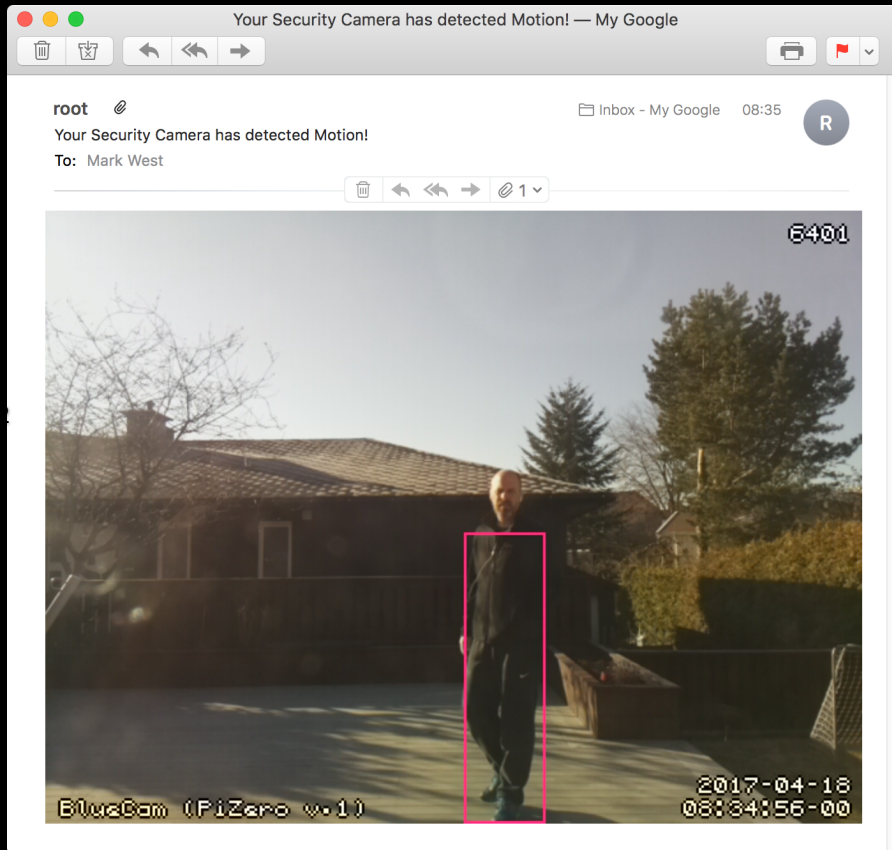 Your Security Camera has detected Motion! — My Google
root
Inbox - My Google 08:35
R
Your Security Camera has detected Motion!
To: Mark West
1
6401
2017-04-18
BlueCam (PiZero v.1) 08:34:56-00